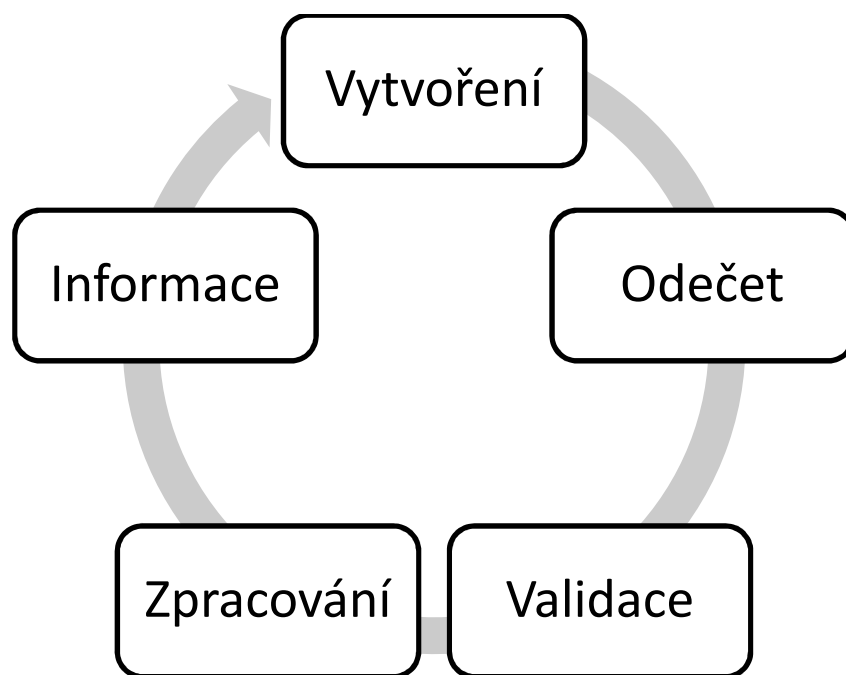 Vytvoření
Odečet
Validace
Zpracování
Informace